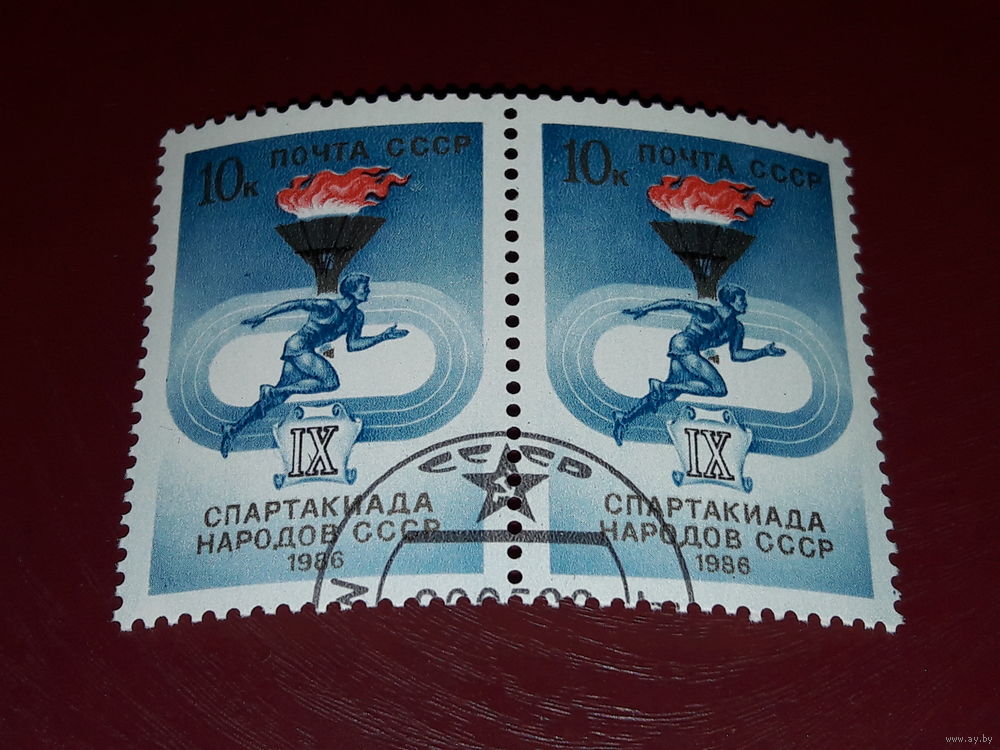 10к ПОЧТА СССР
IX
СПАРТАКИАДА
НАРОДОВ СССР
1986
10к ПОЧТА СССР
IX
СПАРТАКИАДА
НАРОДОВ СССР
1986
СССР
www.ay.by